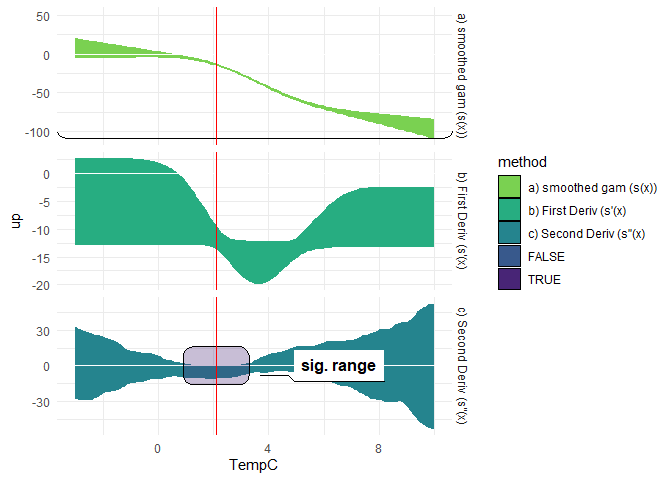 50
0
-50
-100
a) smoothed gam (s(x))
0
-5
-10
-15
-20
b) First Deriv (s'(x)
30
0
-30
c) Second Deriv (s''(x)
sig. range
0
4
8
TempC
up
method
a) smoothed gam (s(x))
b) First Deriv (s'(x)
c) Second Deriv (s''(x)
FALSE
TRUE